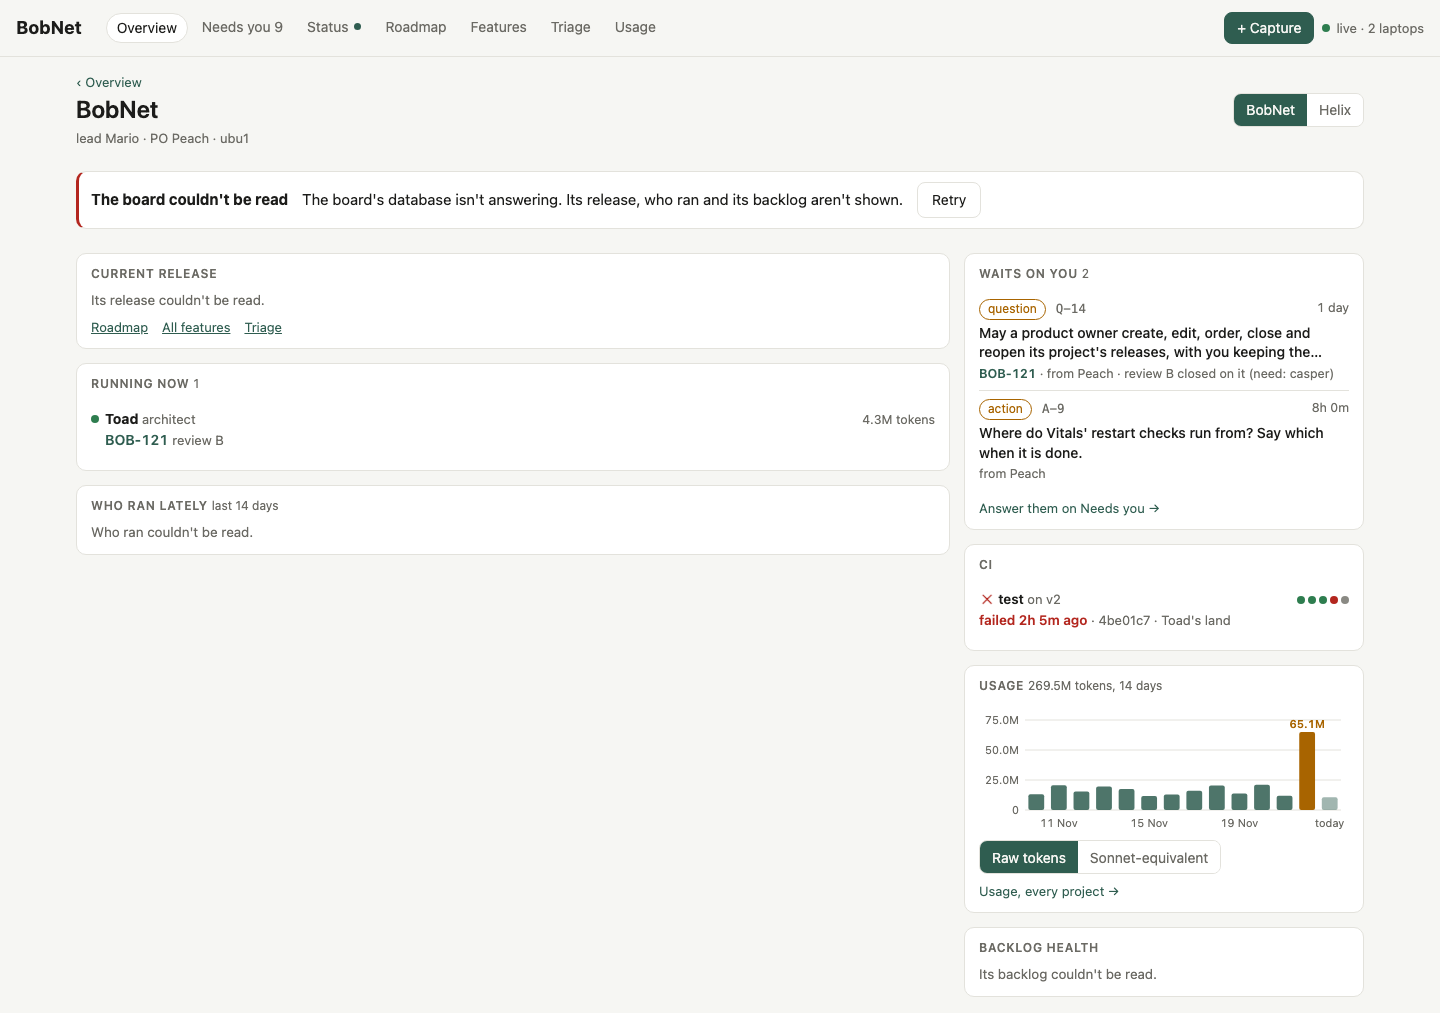 BobNet
Overview
Needs you 9
Status
Roadmap
Features
Triage
Usage
+ Capture
live · 2 laptops
‹ Overview
BobNet
lead Mario · PO Peach · ubu1
BobNet
Helix
The board couldn't be read
The board's database isn't answering. Its release, who ran and its backlog aren't shown.
Retry
CURRENT RELEASE
Its release couldn't be read.
Roadmap
All features
Triage
RUNNING NOW 1
Toad architect
4.3M tokens
BOB-121 review B
WHO RAN LATELY last 14 days
Who ran couldn't be read.
WAITS ON YOU 2
question
Q-14
1 day
May a product owner create, edit, order, close and
reopen its project's releases, with you keeping the...
BOB-121 · from Peach · review B closed on it (need: casper)
action
A-9
8h 0m
Where do Vitals' restart checks run from? Say which
when it is done.
from Peach
Answer them on Needs you →
CI
test on v2
failed 2h 5m ago · 4be01c7 · Toad's land
USAGE 269.5M tokens, 14 days
75.0M
65.1M
50.0M
25.0M
0
11 Nov
15 Nov
19 Nov
today
Raw tokens
Sonnet-equivalent
Usage, every project →
BACKLOG HEALTH
Its backlog couldn't be read.